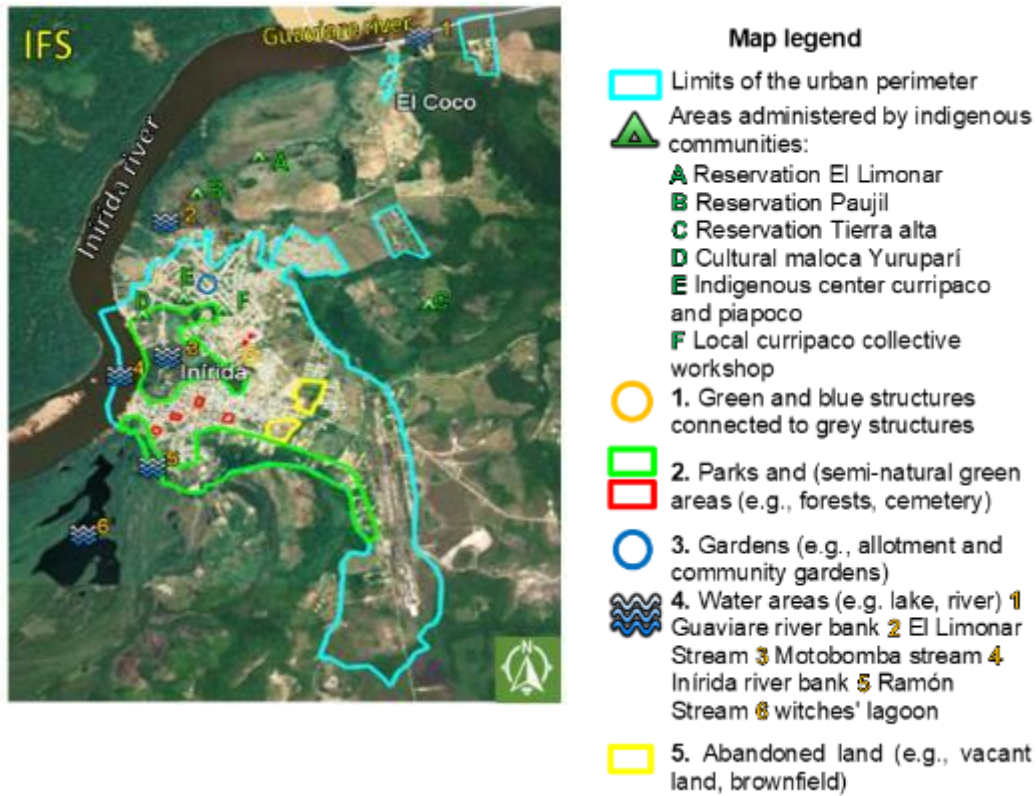 IFS
Guaviare river
1
El Coco
Inírida river
A
B
2
E
D
F
C
3
Inírida
4
5
6
N
Map legend
Limits of the urban perimeter
Areas administered by indigenous
communities:
A Reservation El Limonar
B Reservation Paujil
C Reservation Tierra alta
D Cultural maloca Yuruparí
E Indigenous center curripaco
and piapoco
F Local curripaco collective
workshop
1. Green and blue structures
connected to grey structures
2. Parks and (semi-natural green
areas (e.g., forests, cemetery)
3. Gardens (e.g., allotment and
community gardens)
4. Water areas (e.g. lake, river) 1
Guaviare river bank 2 El Limonar
Stream 3 Motobomba stream 4
Inírida river bank 5 Ramón
Stream 6 witches' lagoon
5. Abandoned land (e.g., vacant
land, brownfield)